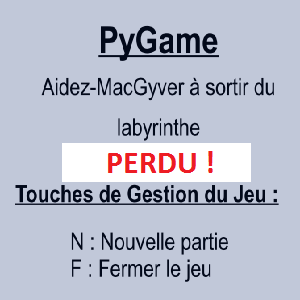 PyGame
Aidez-MacGyver à sortir du
labyrinthe
PERDU !
Touches de Gestion du Jeu :
N : Nouvelle partie
F : Fermer le jeu